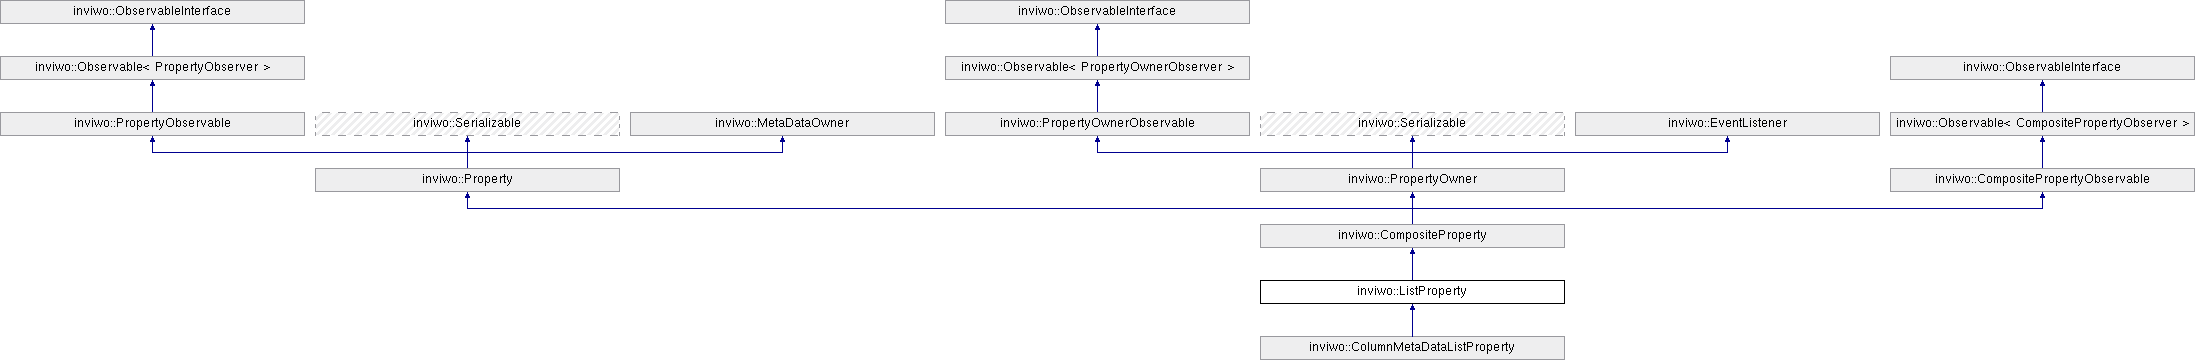 inviwo::ObservableInterface
inviwo::ObservableInterface
inviwo::Observable< PropertyObserver >
inviwo::Observable< PropertyOwnerObserver >
inviwo::ObservableInterface
inviwo::PropertyObservable
inviwo::Serializable
inviwo::MetaDataOwner
inviwo::PropertyOwnerObservable
inviwo::Serializable
inviwo::EventListener
inviwo::Observable< CompositePropertyObserver >
inviwo::Property
inviwo::PropertyOwner
inviwo::CompositePropertyObservable
inviwo::CompositeProperty
inviwo::ListProperty
inviwo::ColumnMetaDataListProperty